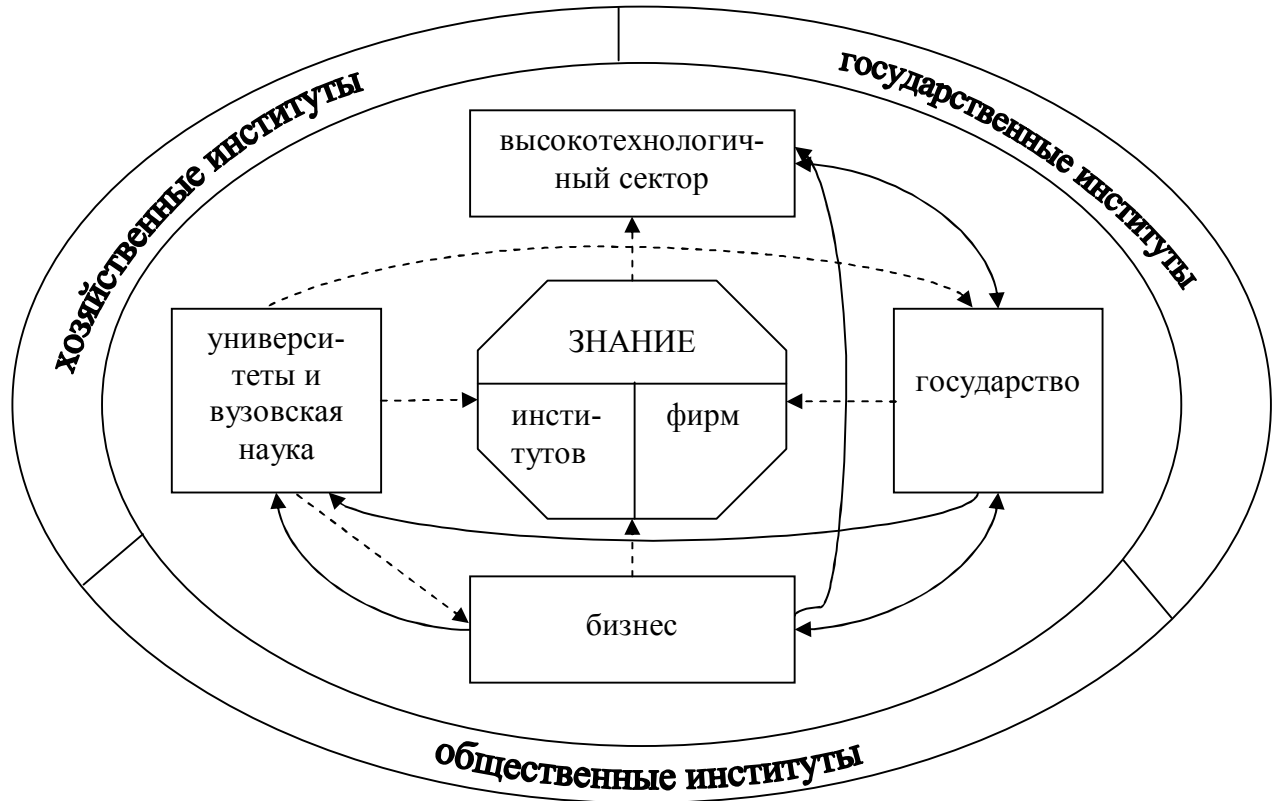 хозяйственные институты
государственные институты
высокотехнологич-
ный сектор
универси-
теты и
вузовская
наука
ЗНАНИЕ
инсти-
тутов
фирм
государство
бизнес
общественные институты